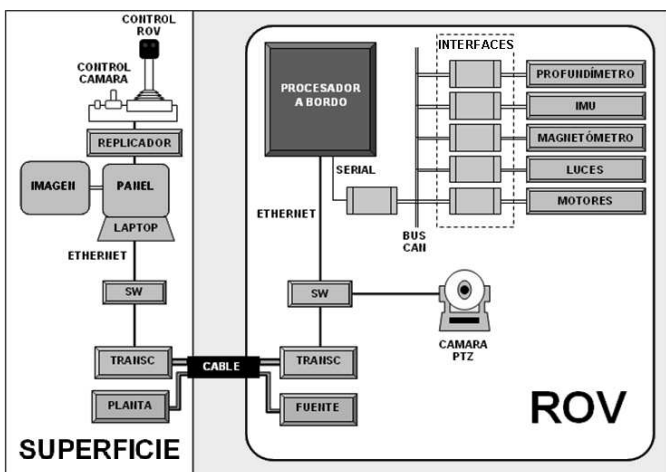 CONTROL
ROV
CONTROL
CAMARA
REPLICADOR
IMAGEN
PANEL
LAPTOP
ETHERNET
SW
TRANSC
PLANTA
SUPERFICIE
CABLE
PROCESADOR
A BORDO
SERIAL
ETHERNET
BUS
CAN
INTERFACES
PROFUNDÍMETRO
IMU
MAGNETÓMETRO
LUCES
MOTORES
SW
CAMARA
PTZ
TRANSC
FUENTE
ROV